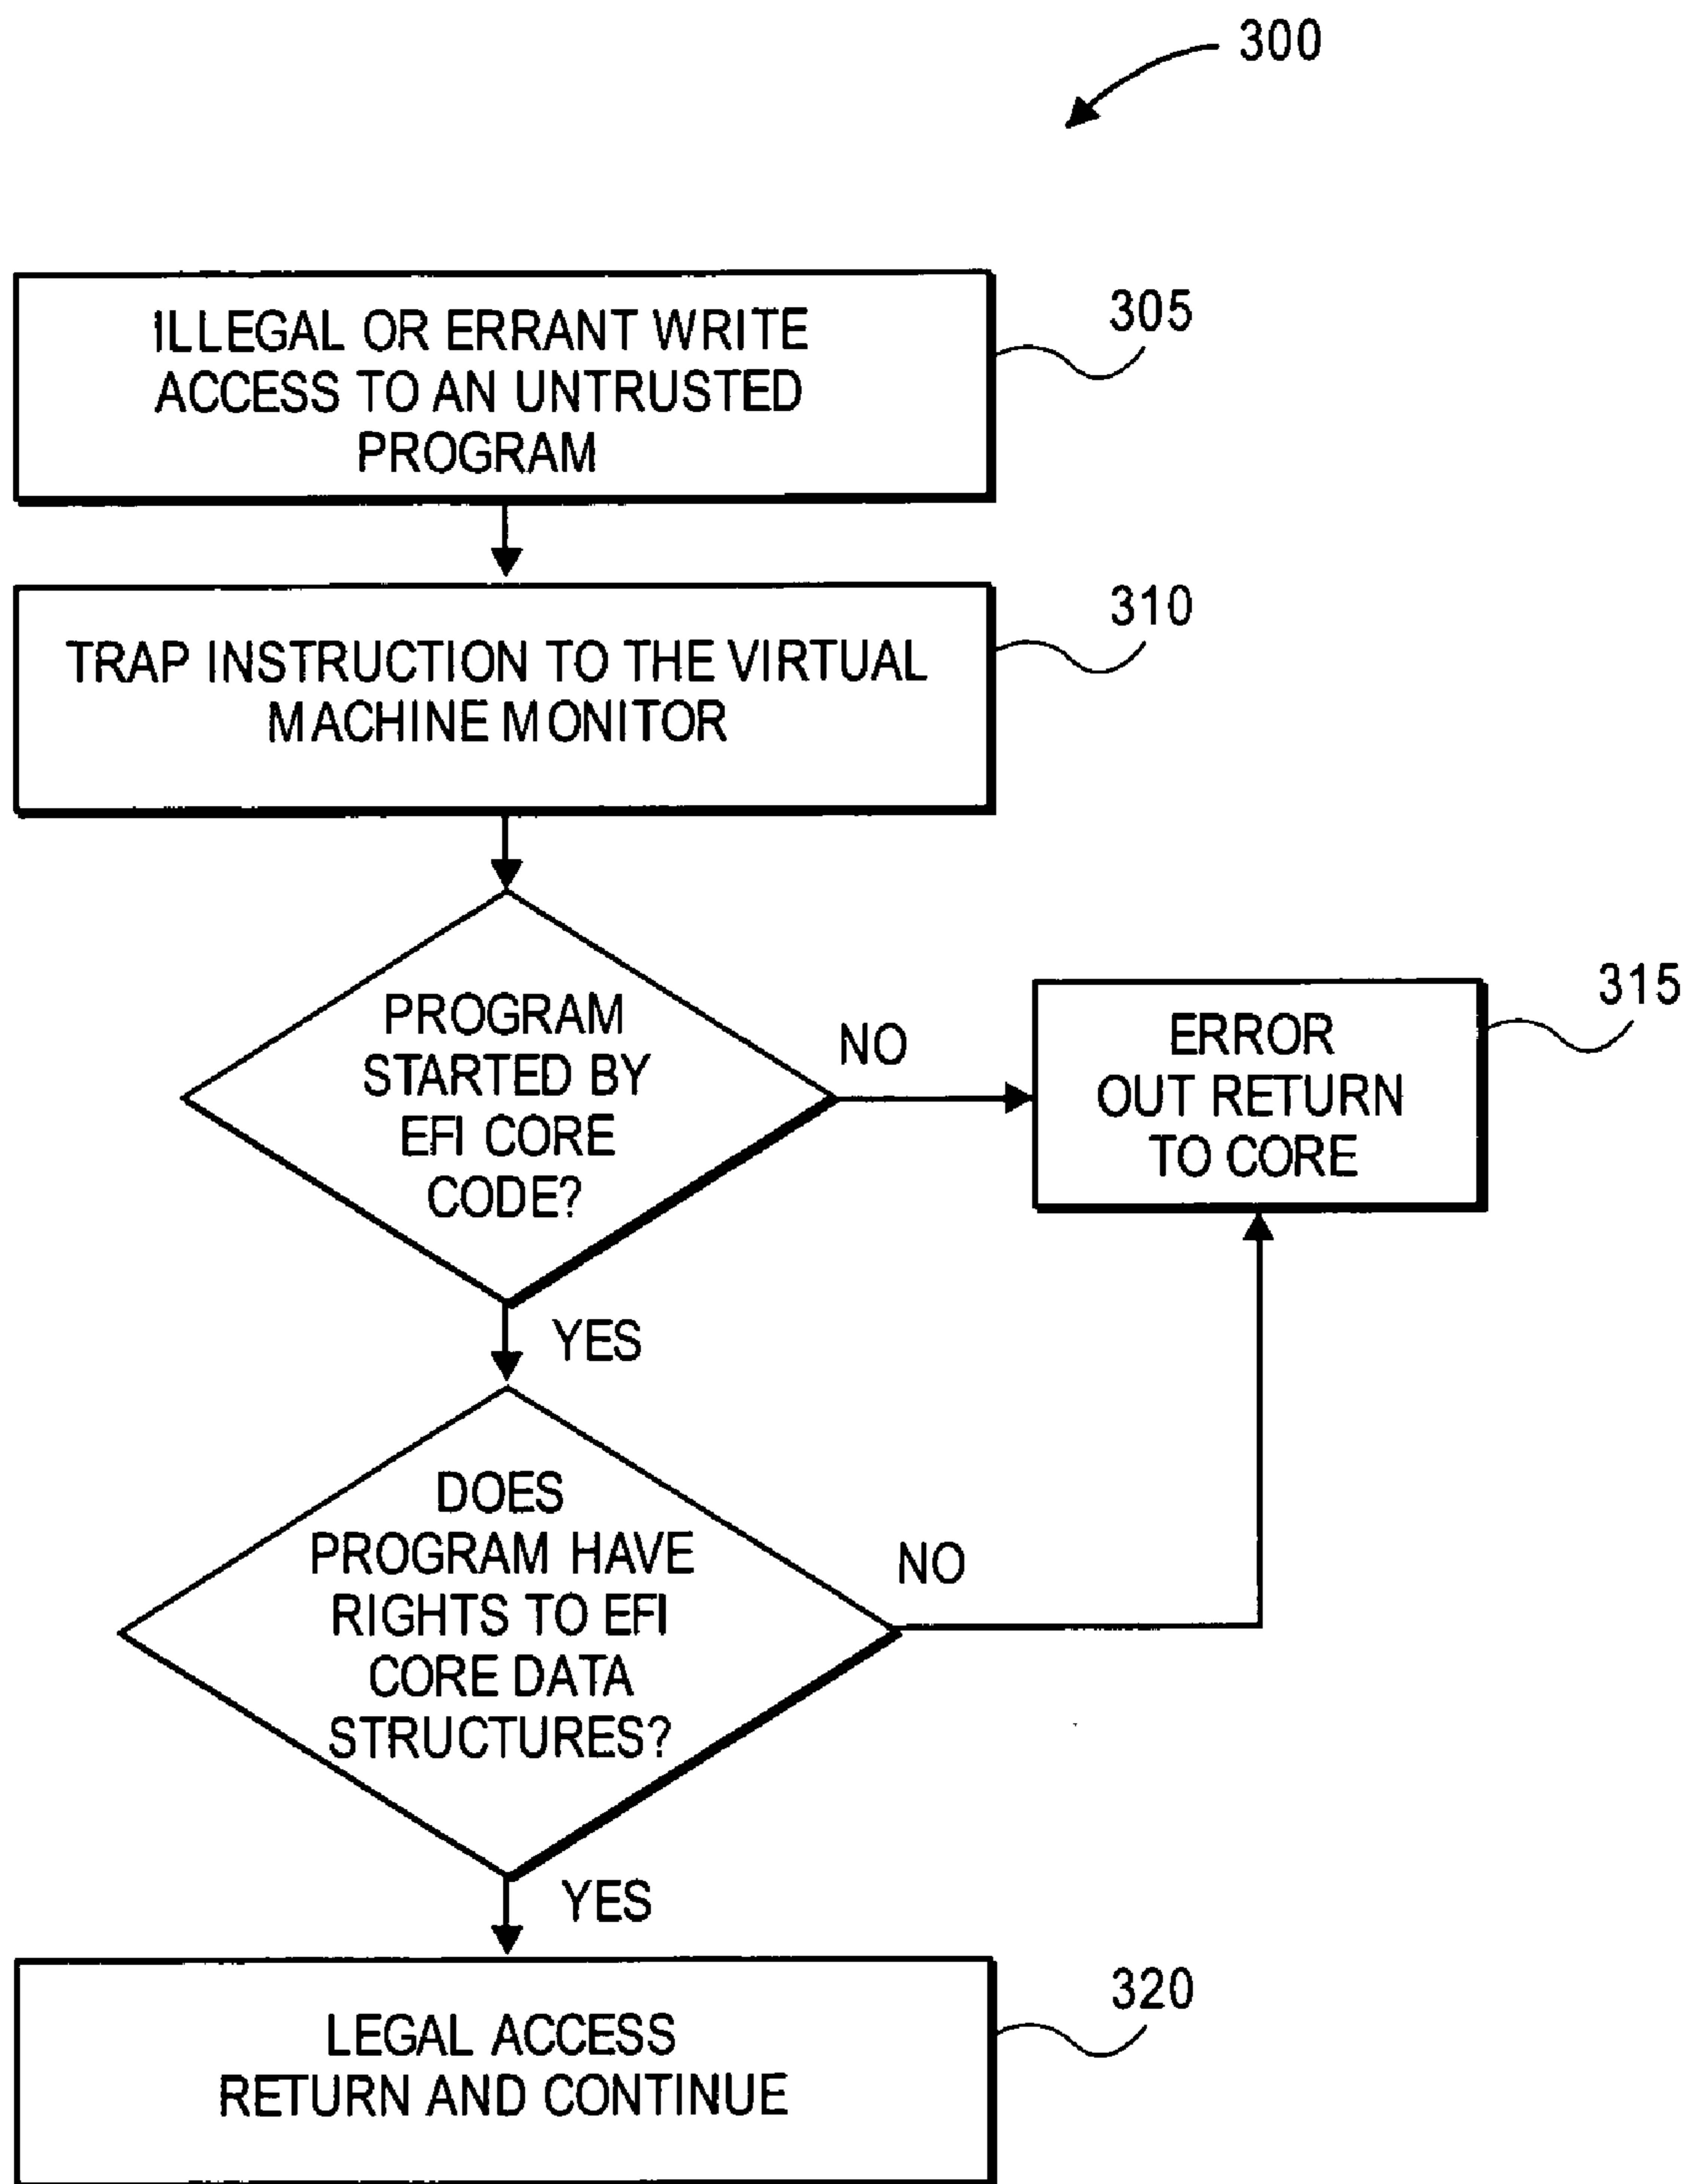 300
ILLEGAL OR ERRANT WRITE
ACCESS TO AN UNTRUSTED
PROGRAM
305
TRAP INSTRUCTION TO THE VIRTUAL
MACHINE MONITOR
310
PROGRAM
STARTED BY
EFI CORE
CODE?
NO
ERROR
OUT RETURN
TO CORE
315
YES
DOES
PROGRAM HAVE
RIGHTS TO EFI
CORE DATA
STRUCTURES?
NO
YES
LEGAL ACCESS
RETURN AND CONTINUE
320